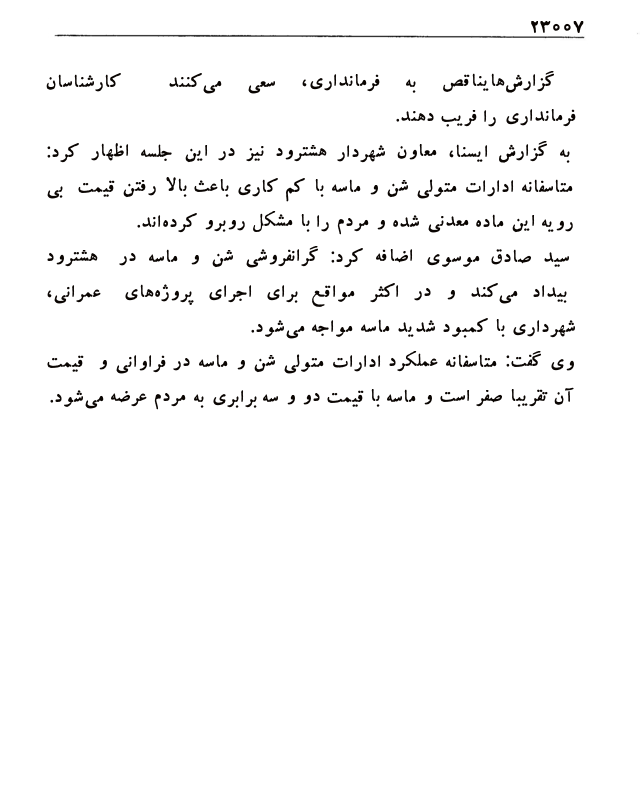 ۲۳۰۰۷
گزارش‌هایناقص به فرمانداری، سعی می‌کنند کارشناسان
فرمانداری را فریب دهند.
به گزارش ایسنا، معاون شهردار هشترود نیز در این جلسه اظهار کرد:
متاسفانه ادارات متولی شن و ماسه با کم کاری باعث بالا رفتن قیمت بی
رویه این ماده معدنی شده و مردم را با مشکل روبرو کرده‌اند.
سید صادق موسوی اضافه کرد: گرانفروشی شن و ماسه در هشترود
بیداد می‌کند و در اکثر مواقع برای اجرای پروژه‌های عمرانی،
شهرداری با کمبود شدید ماسه مواجه می‌شود.
وی گفت: متاسفانه عملکرد ادارات متولی شن و ماسه در فراوانی و قیمت
آن تقریبا صفر است و ماسه با قیمت دو و سه برابری به مردم عرضه می‌شود.